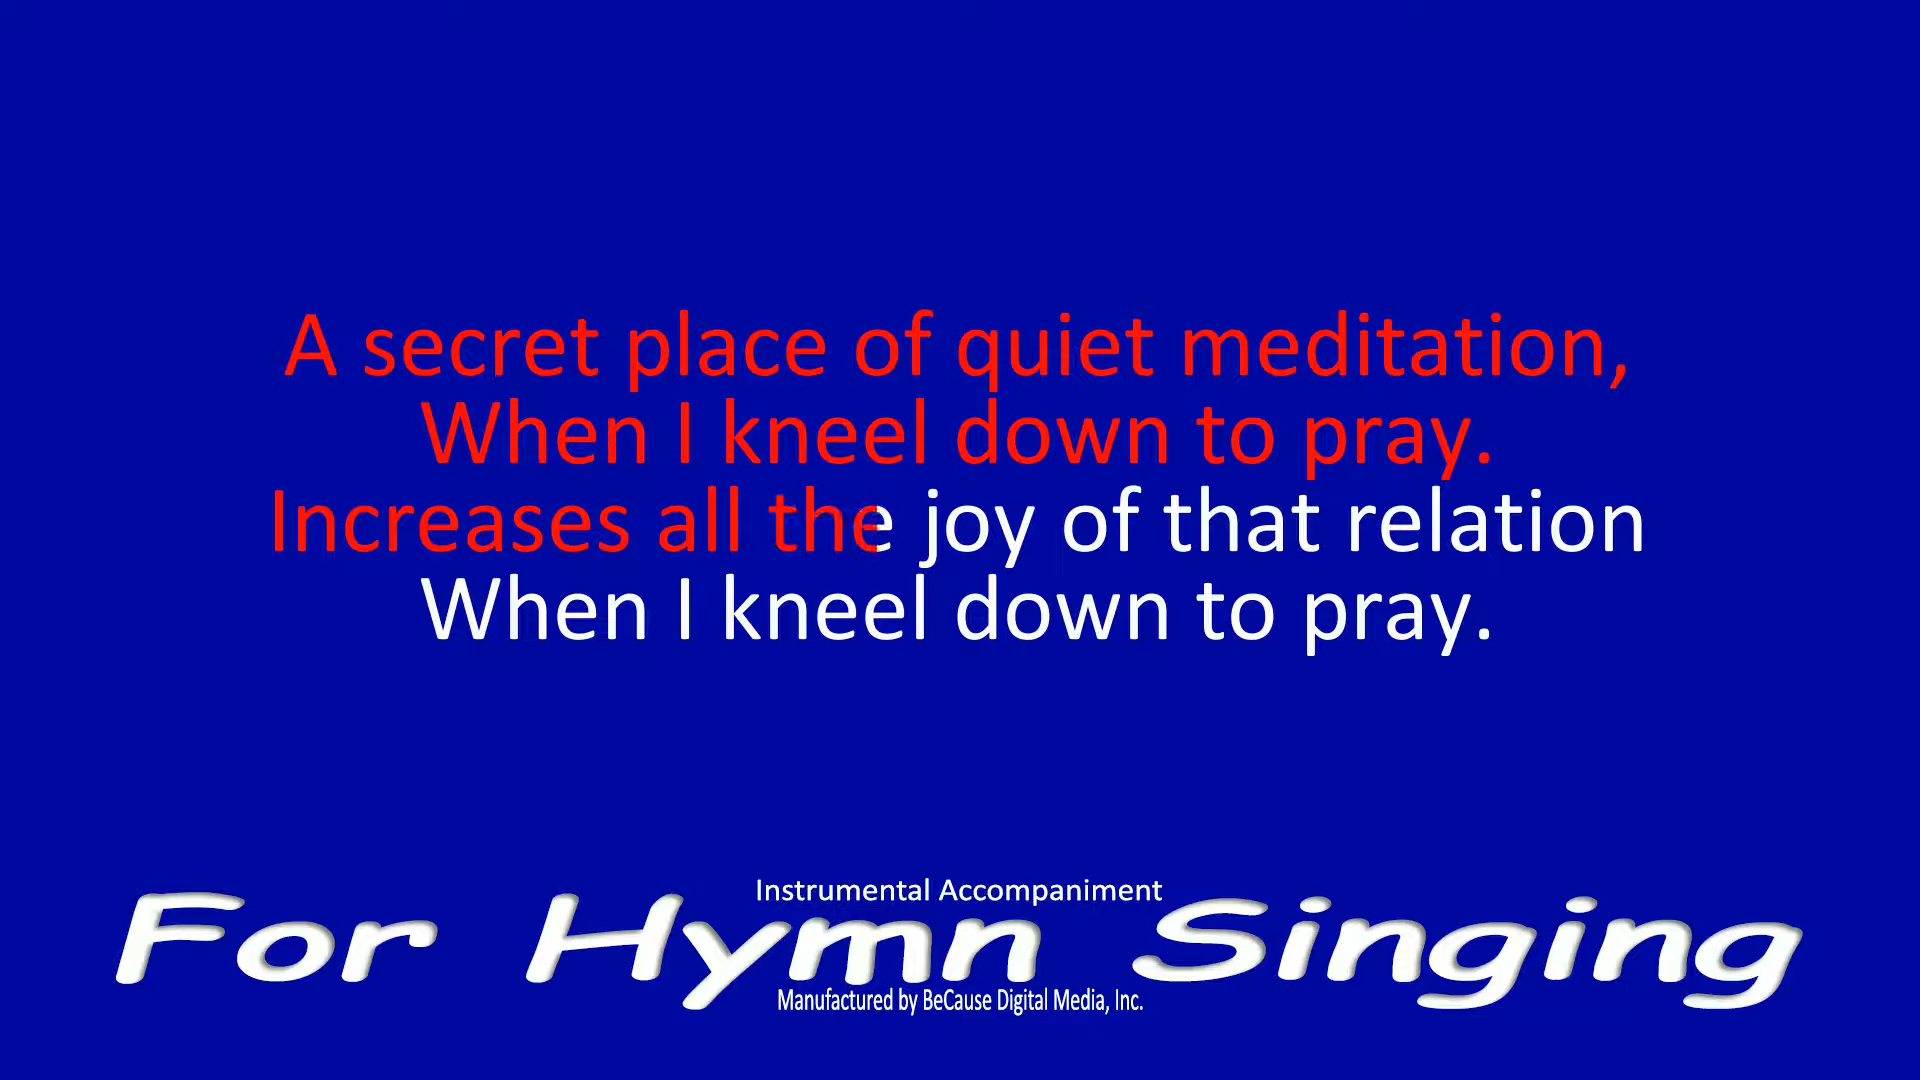 A secret place of quiet meditation,
When I kneel down to pray.
Increases all the joy of that relation
When I kneel down to pray.
Instrumental Accompaniment
For Hymn Singing
Manufactured by BeCause Digital Media, Inc.